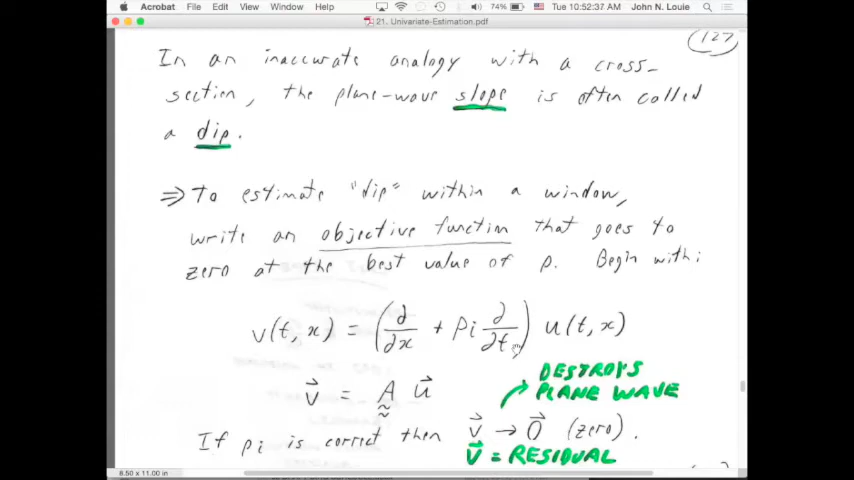 Acrobat File Edit View Window Help 74% Tue 10:52:37 AM John N. Louie
21. Univariate-Estimation.pdf
127
In an inaccurate analogy with a cross-
section, the plane-wave slope is often called
a dip.
⇒ To estimate "dip" within a window,
write an objective function that goes to
zero at the best value of p. Begin with:
v(t, x) = (∂/∂x + pi ∂/∂t) u(t, x)
v⃗ = A u⃗
DESTROYS
PLANE WAVE
If pi is correct then v⃗ → 0⃗ (zero).
v⃗ = RESIDUAL
8.50 x 11.00 in